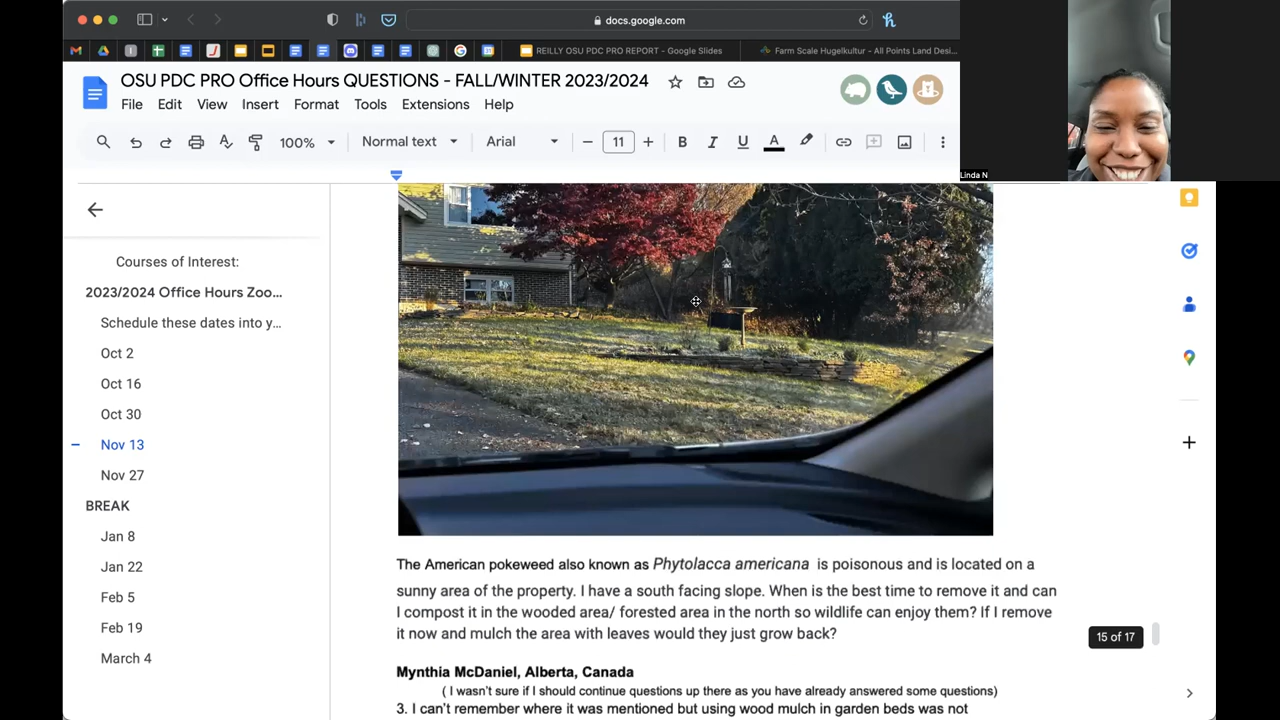 docs.google.com
REILLY OSU PDC PRO REPORT - Google Slides
Farm Scale Hugelkultur - All Points Land Desi...
OSU PDC PRO Office Hours QUESTIONS - FALL/WINTER 2023/2024
File Edit View Insert Format Tools Extensions Help
100% Normal text Arial 11
Linda N
Courses of Interest:
2023/2024 Office Hours Zoo...
Schedule these dates into y...
Oct 2
Oct 16
Oct 30
Nov 13
Nov 27
BREAK
Jan 8
Jan 22
Feb 5
Feb 19
March 4
The American pokeweed also known as Phytolacca americana is poisonous and is located on a
sunny area of the property. I have a south facing slope. When is the best time to remove it and can
I compost it in the wooded area/ forested area in the north so wildlife can enjoy them? If I remove
it now and mulch the area with leaves would they just grow back?
15 of 17
Mynthia McDaniel, Alberta, Canada
( I wasn't sure if I should continue questions up there as you have already answered some questions)
3. I can't remember where it was mentioned but using wood mulch in garden beds was not